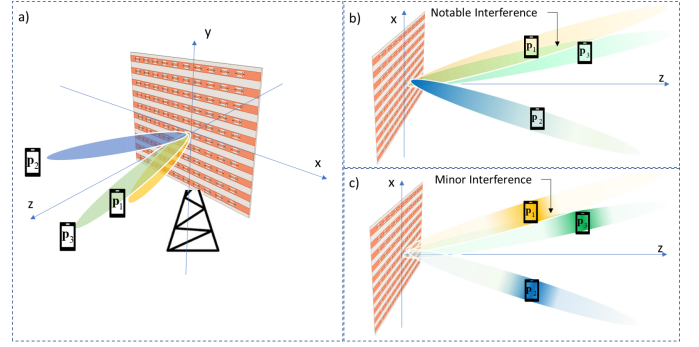 a)
y
x
z
p₂
p₁
p₃
b)
x
Notable Interference
p₁
p₃
z
p₂
c)
x
Minor Interference
p₁
p₃
z
p₂